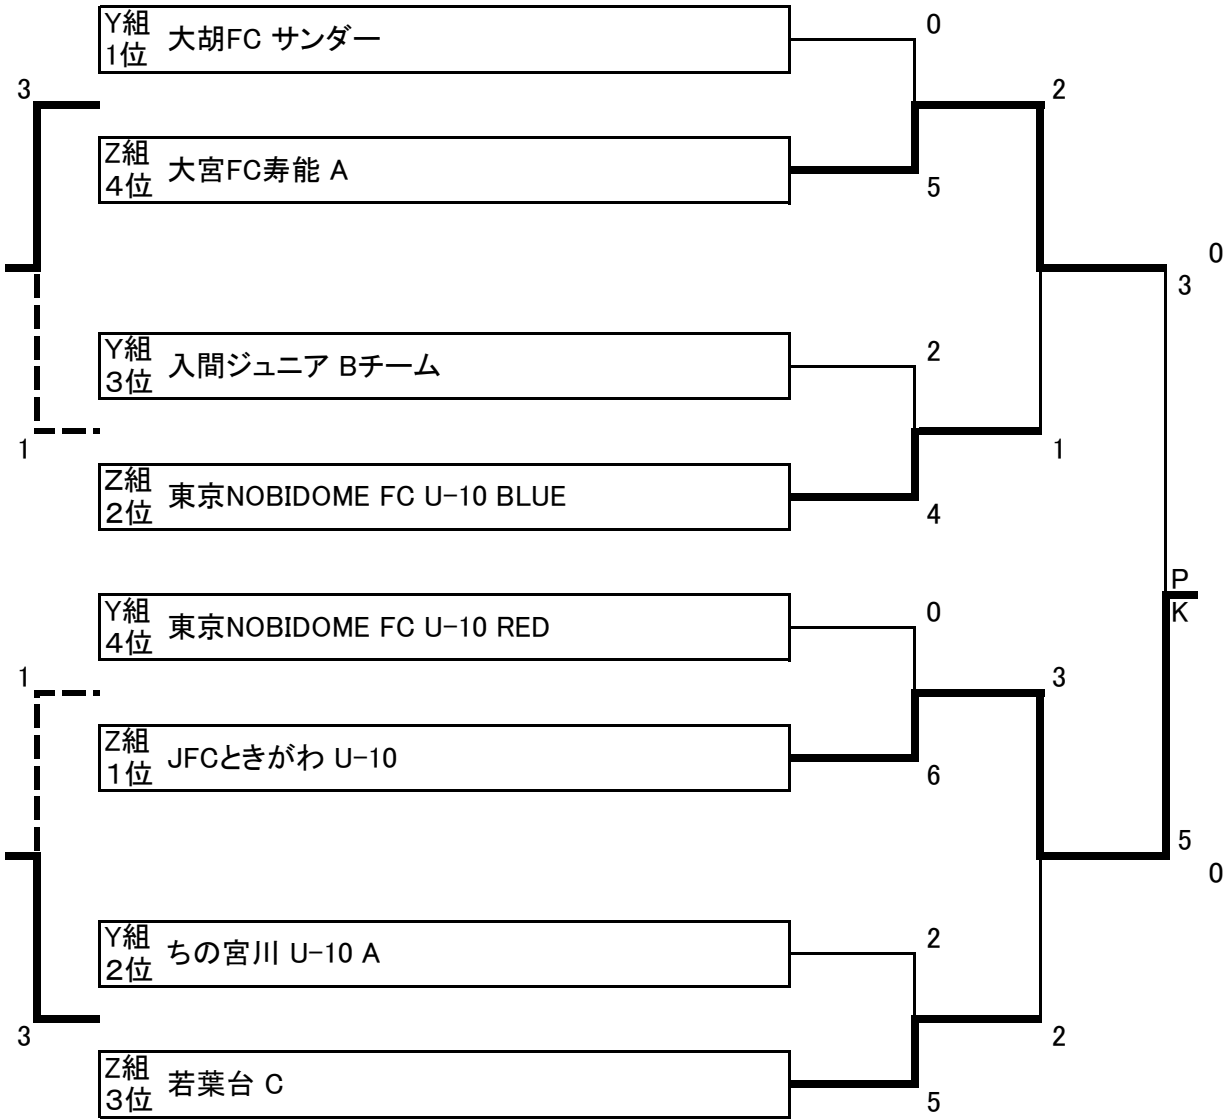 Y組
1位
大胡FC サンダー
0
3
2
Z組
4位
大宮FC寿能 A
5
0
3
Y組
3位
入間ジュニア Bチーム
2
1
1
Z組
2位
東京NOBIDOME FC U-10 BLUE
4
P
K
Y組
4位
東京NOBIDOME FC U-10 RED
0
1
3
Z組
1位
JFCときがわ U-10
6
5
0
Y組
2位
ちの宮川 U-10 A
2
3
2
Z組
3位
若葉台 C
5